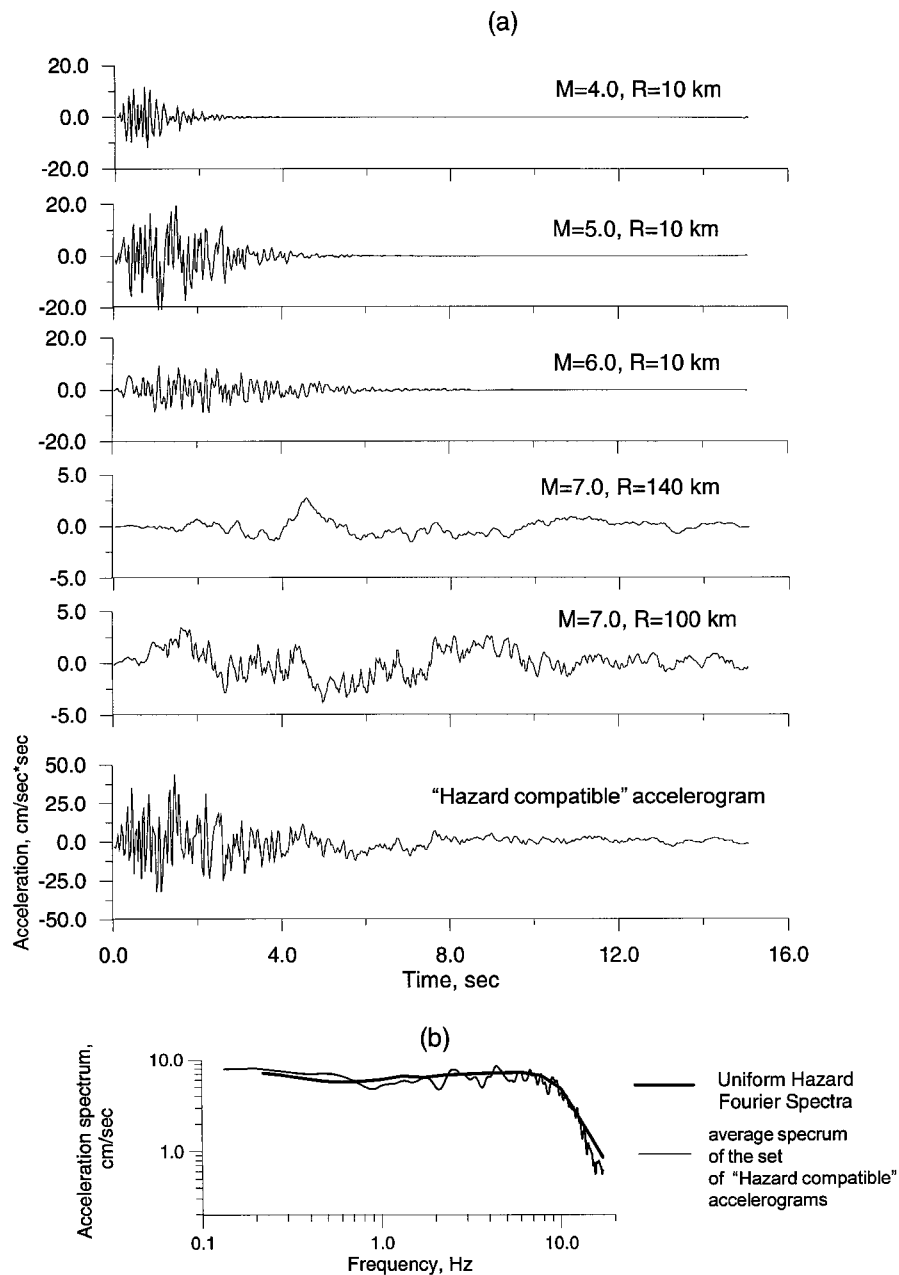 (a)
20.0
0.0
-20.0
M=4.0, R=10 km
20.0
0.0
-20.0
M=5.0, R=10 km
20.0
0.0
-20.0
M=6.0, R=10 km
5.0
0.0
-5.0
M=7.0, R=140 km
5.0
0.0
-5.0
M=7.0, R=100 km
50.0
25.0
0.0
-25.0
-50.0
"Hazard compatible" accelerogram
Acceleration, cm/sec*sec
0.0 4.0 8.0 12.0 16.0
Time, sec
(b)
Acceleration spectrum,
cm/sec
10.0
1.0
0.1 1.0 10.0
Frequency, Hz
Uniform Hazard
Fourier Spectra
average specrum
of the set
of "Hazard compatible"
accelerograms